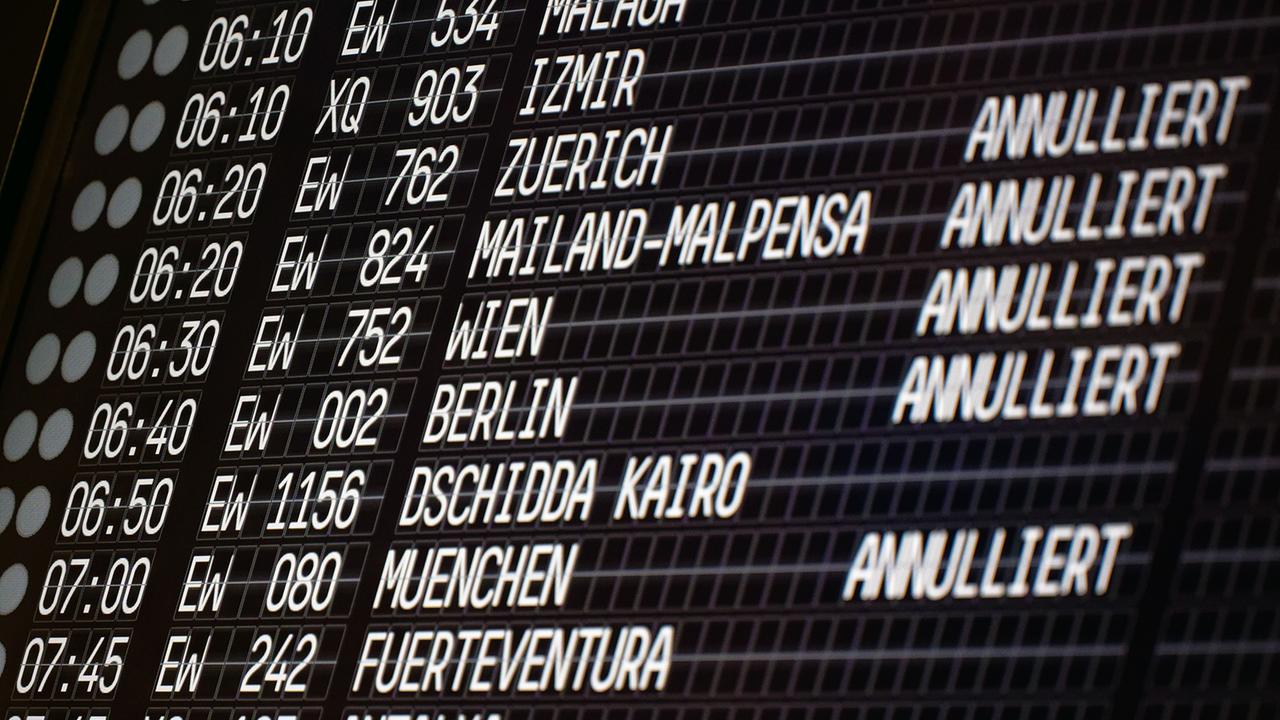 06:10 EW 534 MALAGA
06:10 XQ 903 IZMIR
06:20 EW 762 ZUERICH ANNULLIERT
06:20 EW 824 MAILAND-MALPENSA ANNULLIERT
06:30 EW 752 WIEN ANNULLIERT
06:40 EW 002 BERLIN ANNULLIERT
06:50 EW 1156 DSCHIDDA KAIRO
07:00 EW 080 MUENCHEN ANNULLIERT
07:45 EW 242 FUERTEVENTURA
ANTALYA